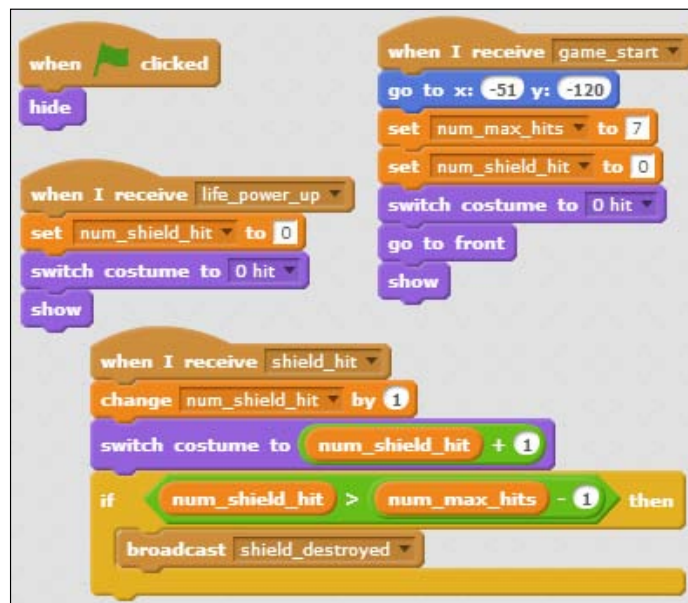 when clicked
hide
when I receive life_power_up
set num_shield_hit to 0
switch costume to 0 hit
show
when I receive game_start
go to x: -51 y: -120
set num_max_hits to 7
set num_shield_hit to 0
switch costume to 0 hit
go to front
show
when I receive shield_hit
change num_shield_hit by 1
switch costume to num_shield_hit + 1
if num_shield_hit > num_max_hits - 1 then
broadcast shield_destroyed